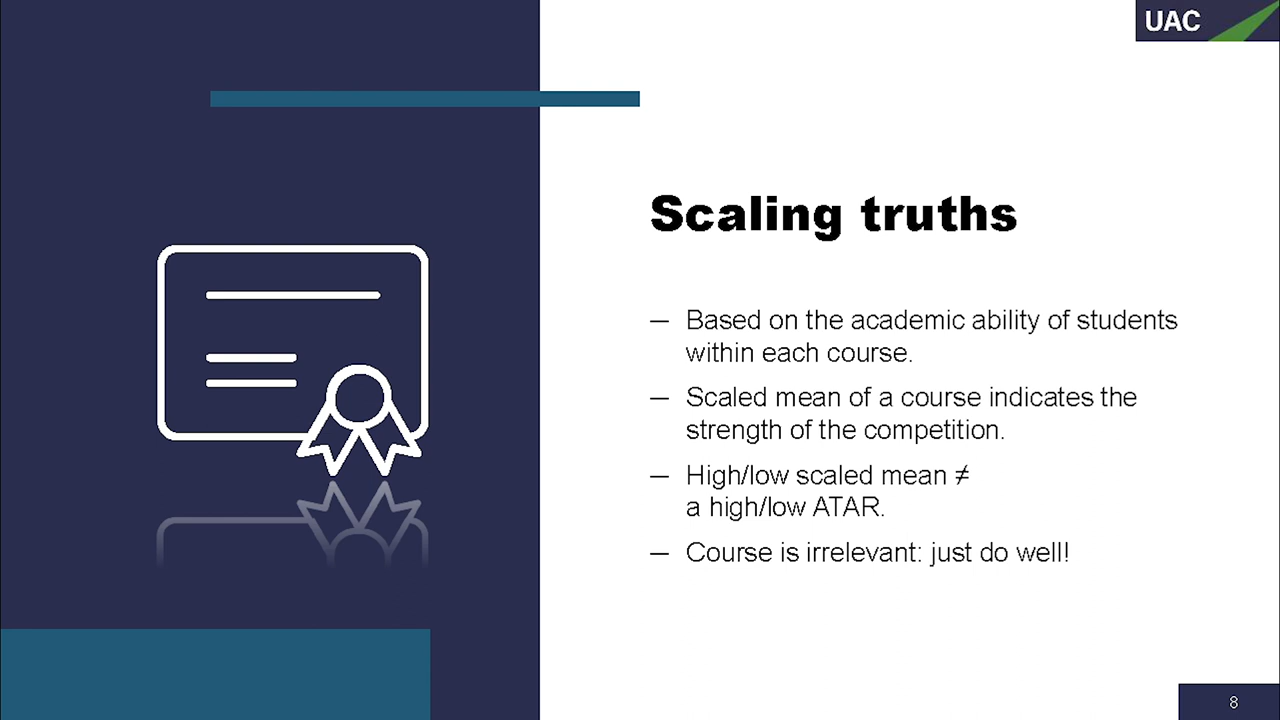 UAC
Scaling truths
— Based on the academic ability of students
within each course.
— Scaled mean of a course indicates the
strength of the competition.
— High/low scaled mean ≠
a high/low ATAR.
— Course is irrelevant: just do well!
8